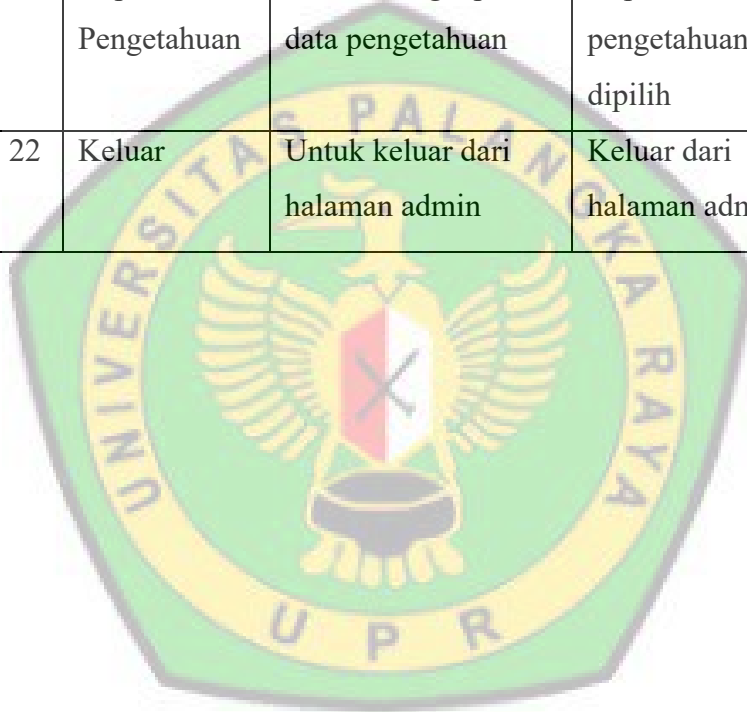 Pengetahuan data pengetahuan pengetahuan
dipilih
22 Keluar Untuk keluar dari Keluar dari
halaman admin halaman adm
UNIVERSITAS PALANGKA RAYA
UPR